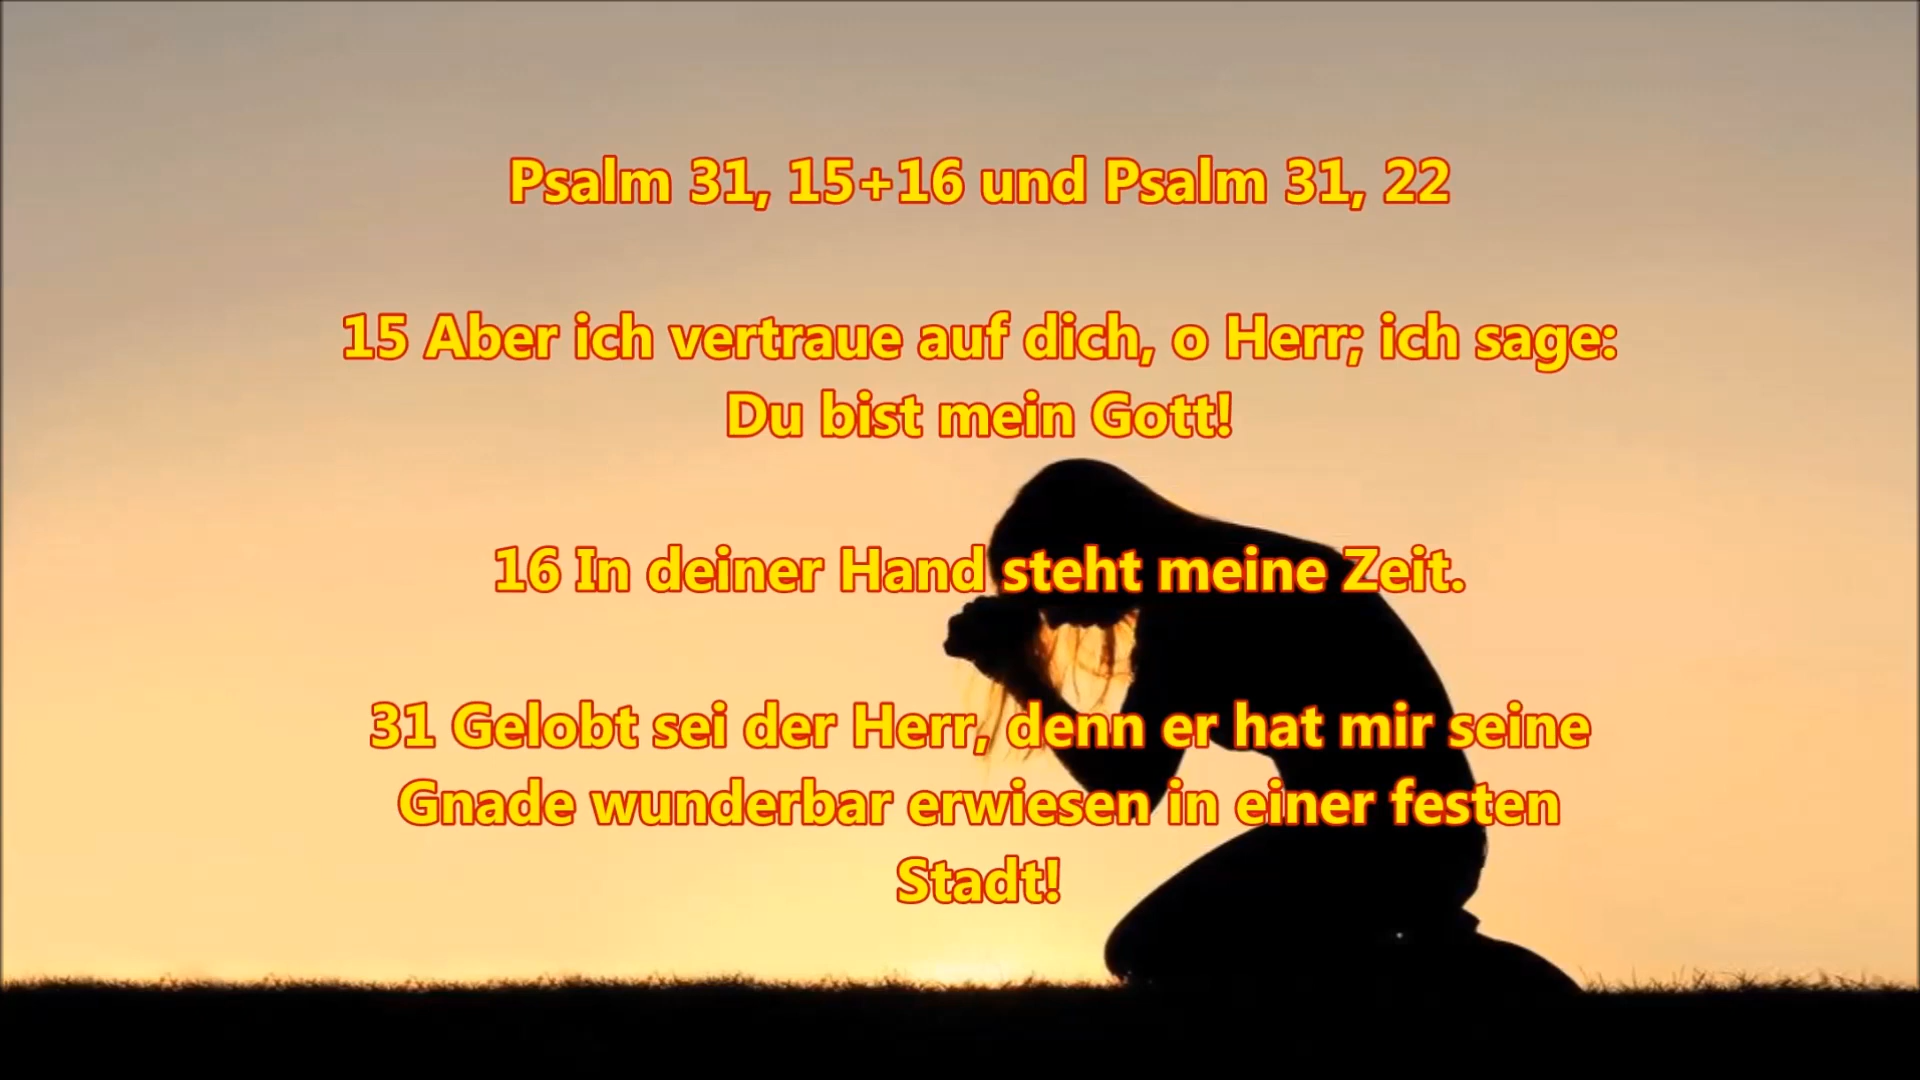 Psalm 31, 15+16 und Psalm 31, 22
15 Aber ich vertraue auf dich, o Herr; ich sage:
Du bist mein Gott!
16 In deiner Hand steht meine Zeit.
31 Gelobt sei der Herr, denn er hat mir seine
Gnade wunderbar erwiesen in einer festen
Stadt!